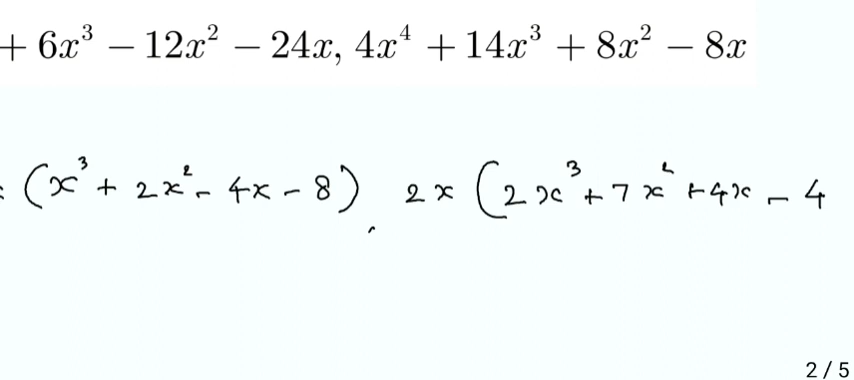 + 6x³ − 12x² − 24x, 4x⁴ + 14x³ + 8x² − 8x
(x³ + 2x² − 4x − 8), 2x (2x³ + 7x² + 4x − 4
2 / 5